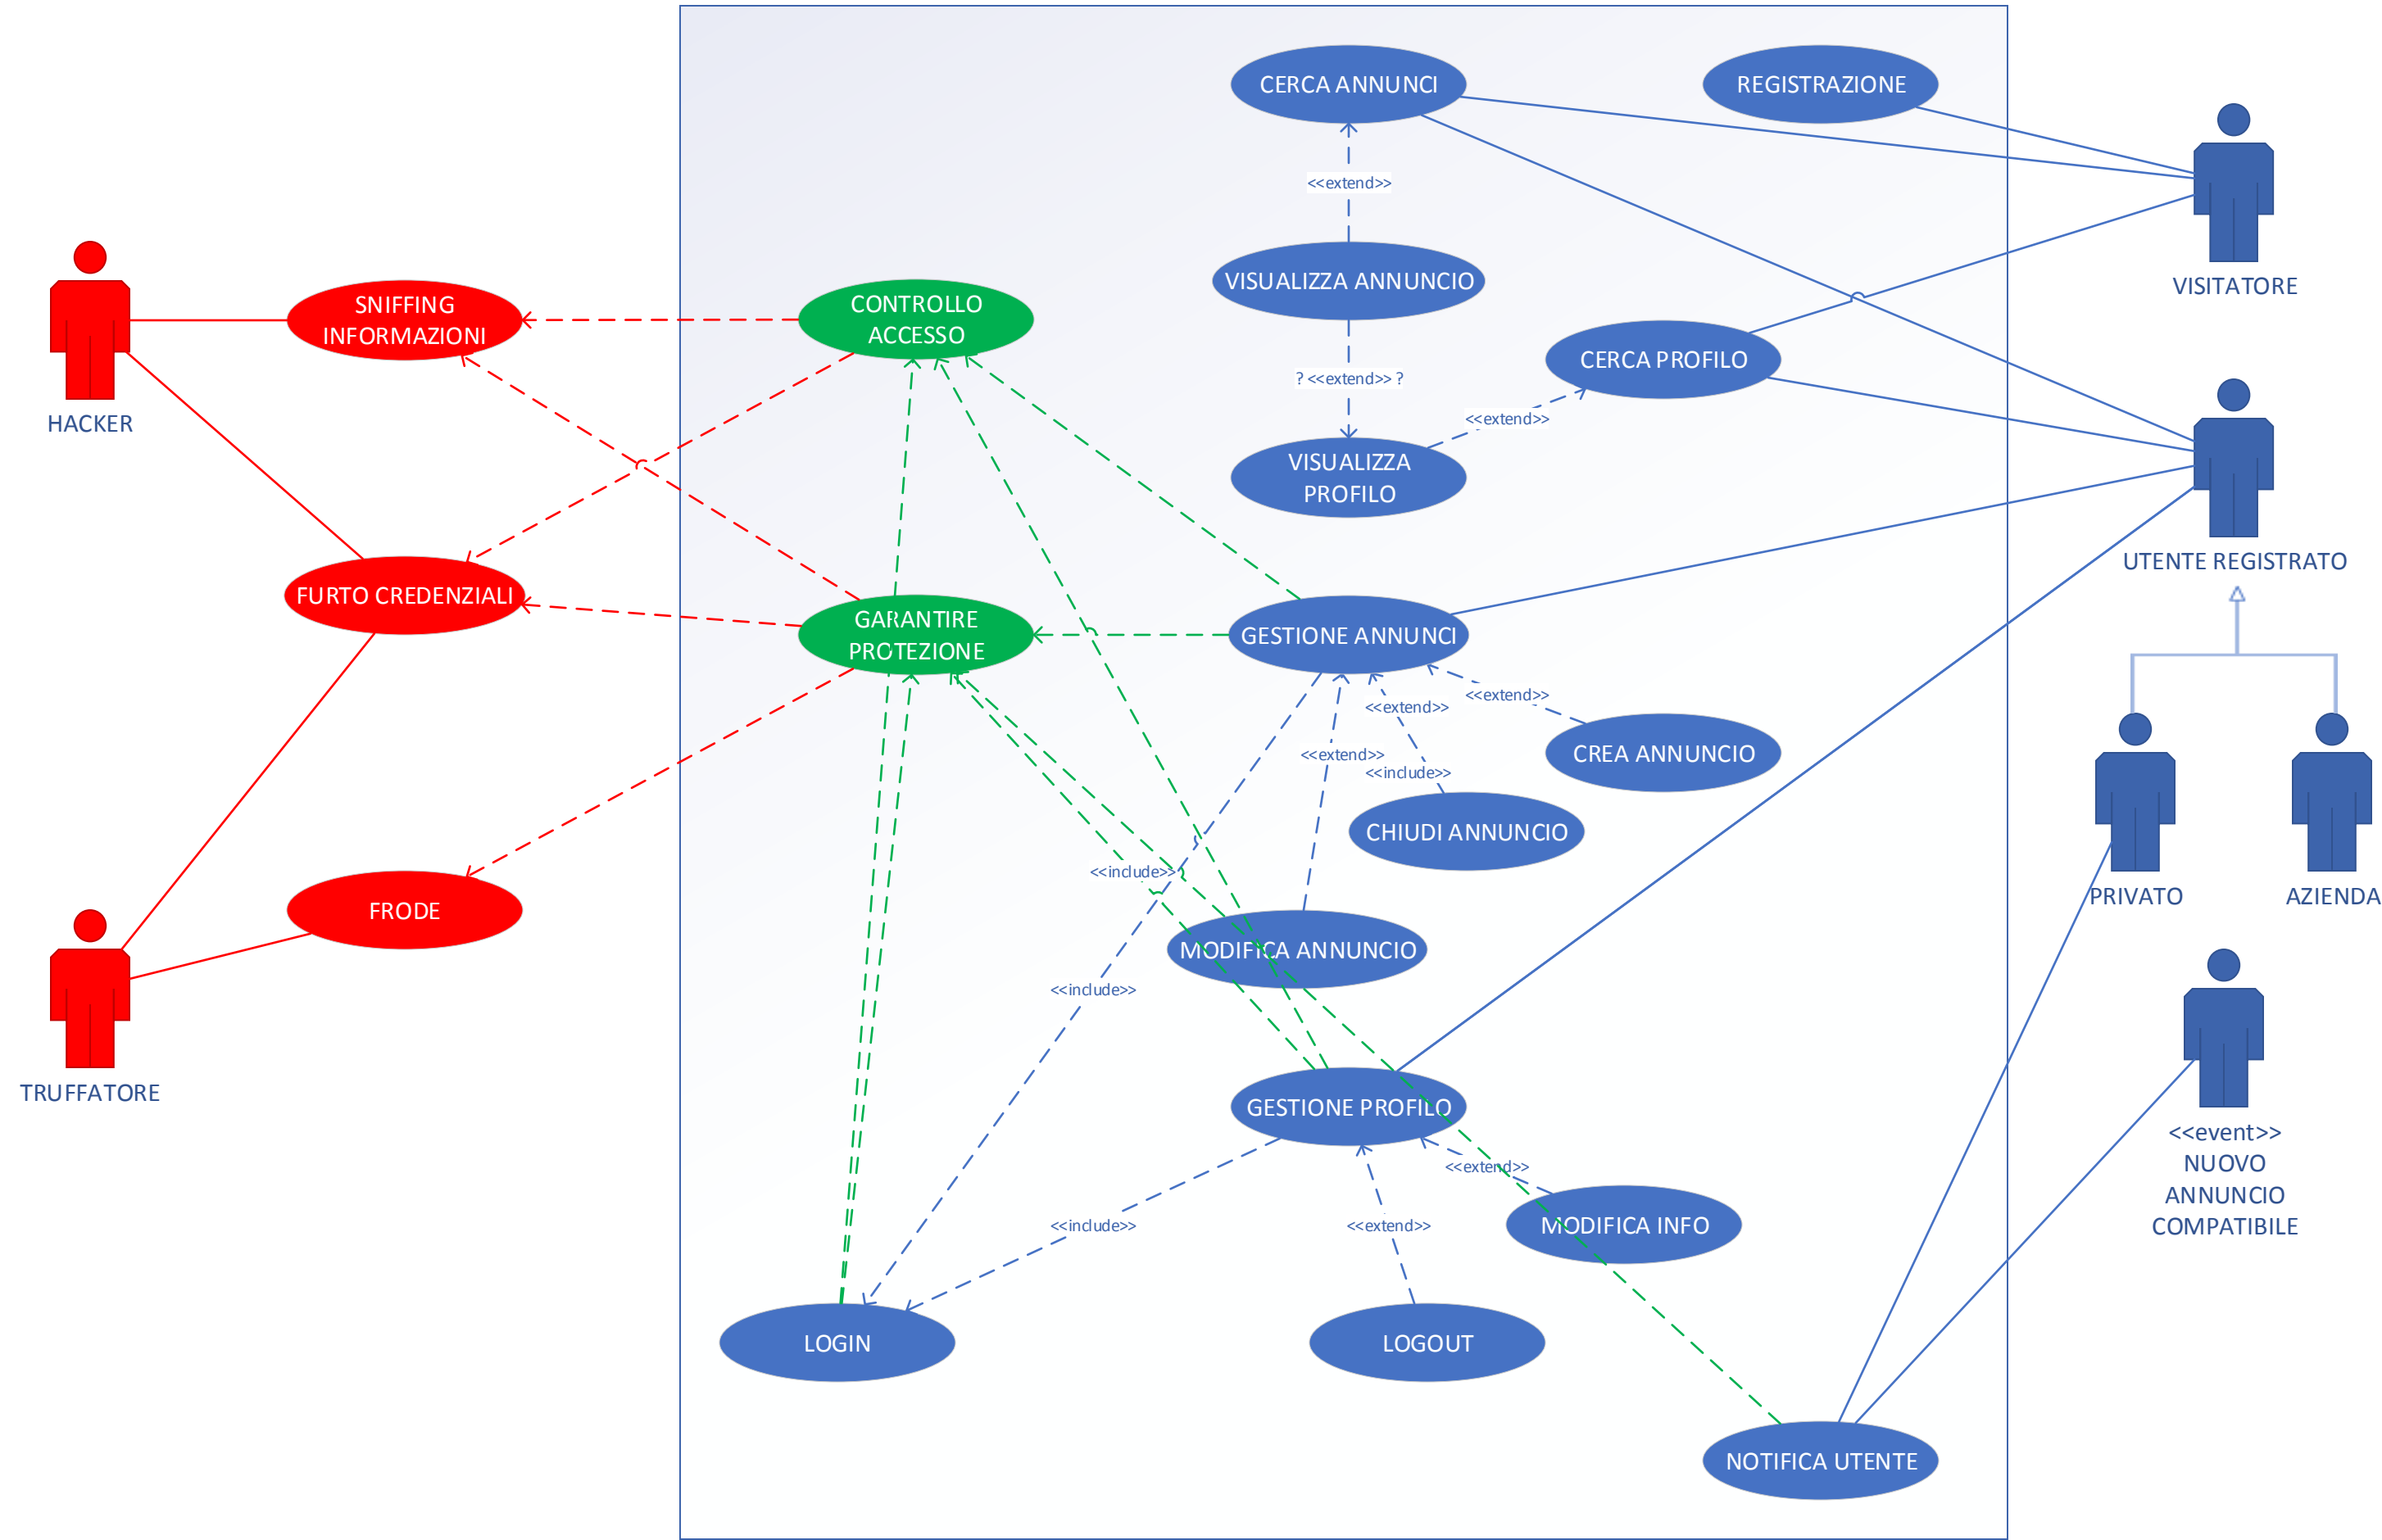 CERCA ANNUNCI
REGISTRAZIONE
<<extend>>
VISITATORE
VISUALIZZA ANNUNCIO
SNIFFING
INFORMAZIONI
CONTROLLO
ACCESSO
CERCA PROFILO
HACKER
? <<extend>> ?
<<extend>>
VISUALIZZA
PROFILO
UTENTE REGISTRATO
FURTO CREDENZIALI
GARANTIRE
PROTEZIONE
GESTIONE ANNUNCI
<<extend>>
<<extend>>
<<extend>>
<<include>>
CREA ANNUNCIO
CHIUDI ANNUNCIO
<<include>>
PRIVATO
AZIENDA
FRODE
MODIFICA ANNUNCIO
<<include>>
TRUFFATORE
GESTIONE PROFILO
<<event>>
NUOVO
ANNUNCIO
COMPATIBILE
<<extend>>
<<include>>
<<extend>>
MODIFICA INFO
LOGIN
LOGOUT
NOTIFICA UTENTE